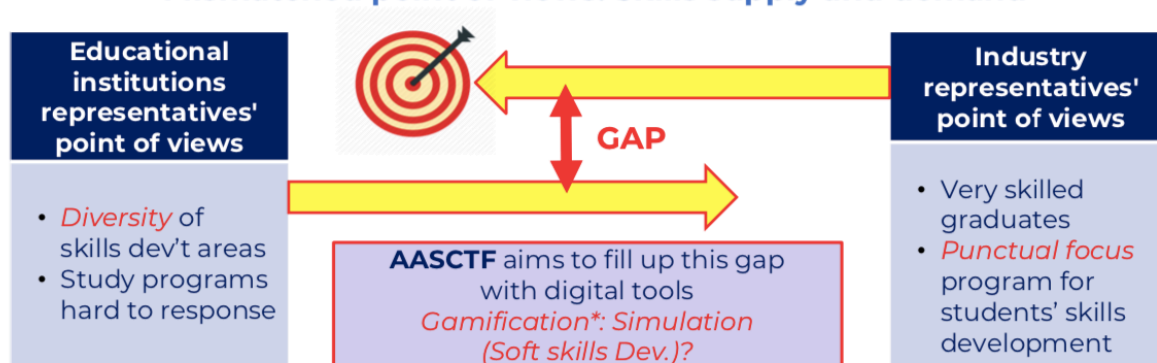 Educational
institutions
representatives'
point of views
• Diversity of
skills dev't areas
• Study programs
hard to response
GAP
AASCTF aims to fill up this gap
with digital tools
Gamification*: Simulation
(Soft skills Dev.)?
Industry
representatives'
point of views
• Very skilled
graduates
• Punctual focus
program for
students' skills
development